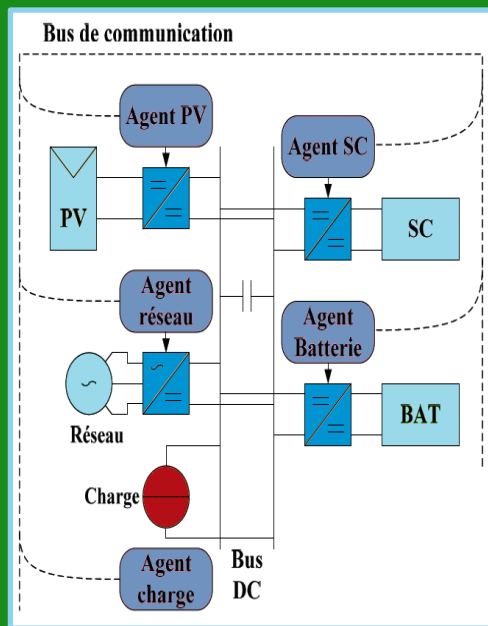 Bus de communication
Agent PV
Agent SC
PV
SC
Agent
réseau
Agent
Batterie
Réseau
BAT
Charge
Agent
charge
Bus
DC